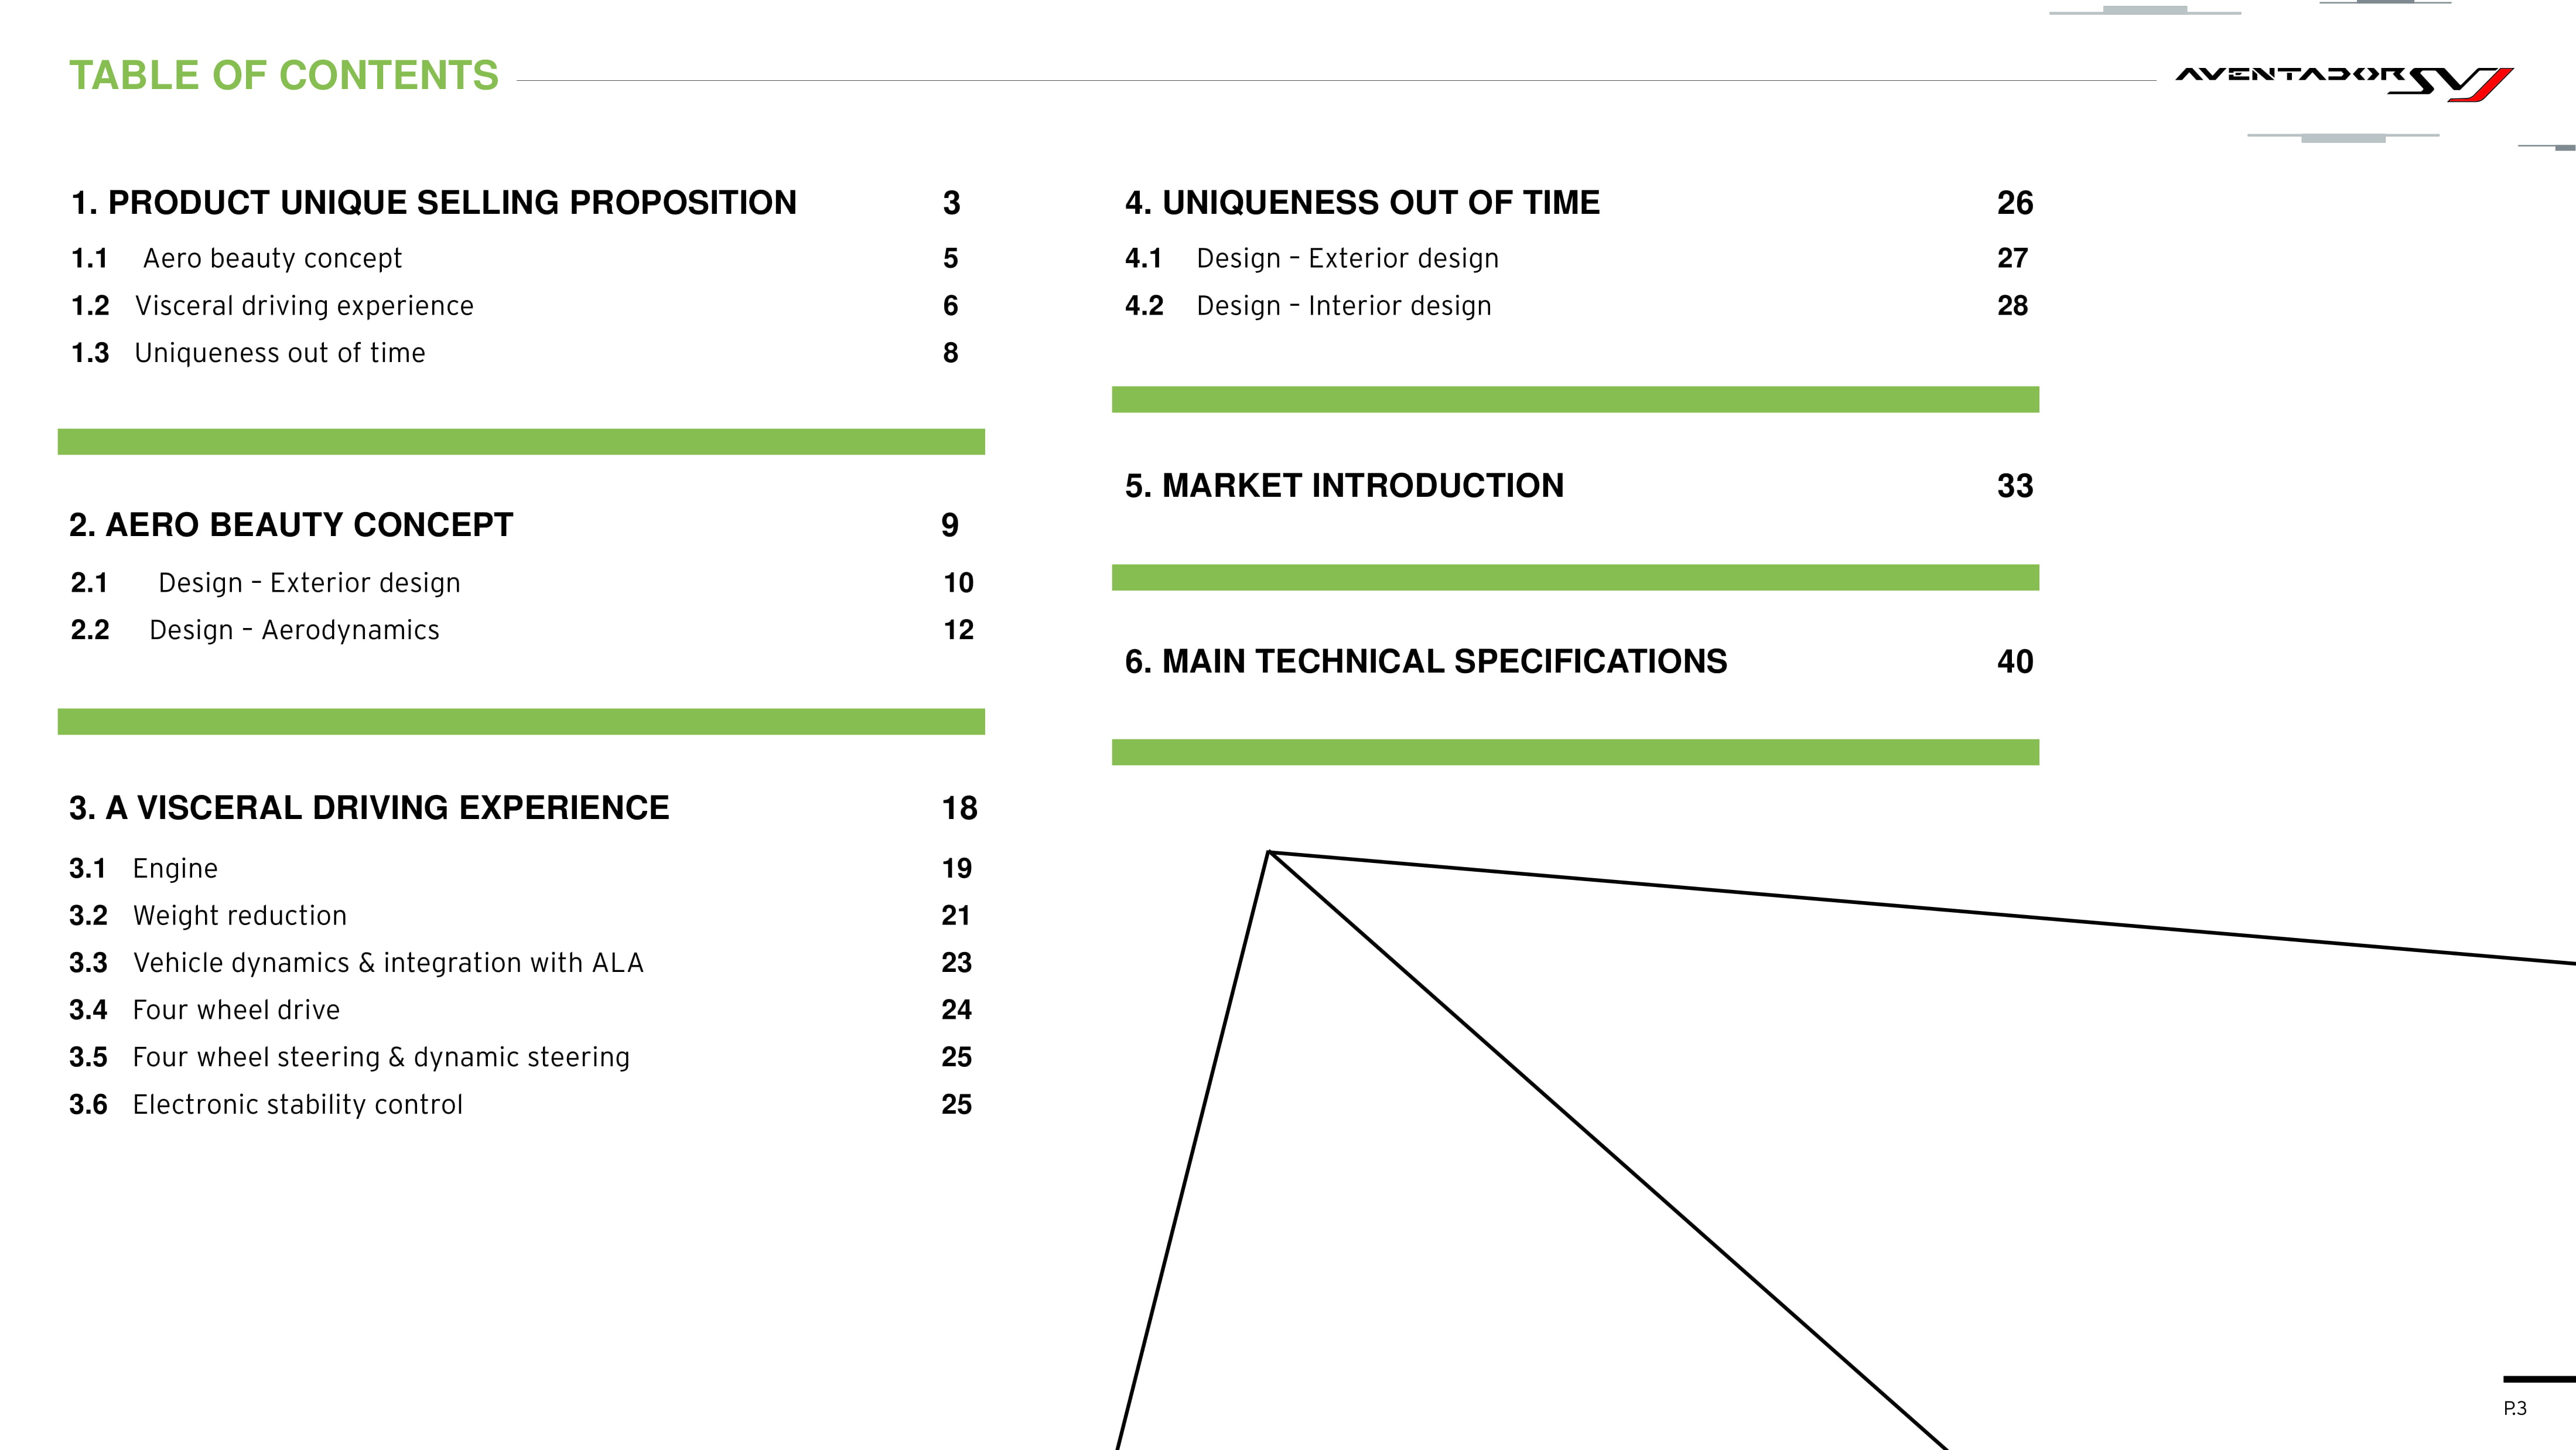 TABLE OF CONTENTS
AVENTADOR SVJ
1. PRODUCT UNIQUE SELLING PROPOSITION 3
1.1 Aero beauty concept 5
1.2 Visceral driving experience 6
1.3 Uniqueness out of time 8
2. AERO BEAUTY CONCEPT 9
2.1 Design – Exterior design 10
2.2 Design – Aerodynamics 12
3. A VISCERAL DRIVING EXPERIENCE 18
3.1 Engine 19
3.2 Weight reduction 21
3.3 Vehicle dynamics & integration with ALA 23
3.4 Four wheel drive 24
3.5 Four wheel steering & dynamic steering 25
3.6 Electronic stability control 25
4. UNIQUENESS OUT OF TIME 26
4.1 Design – Exterior design 27
4.2 Design – Interior design 28
5. MARKET INTRODUCTION 33
6. MAIN TECHNICAL SPECIFICATIONS 40
P.3